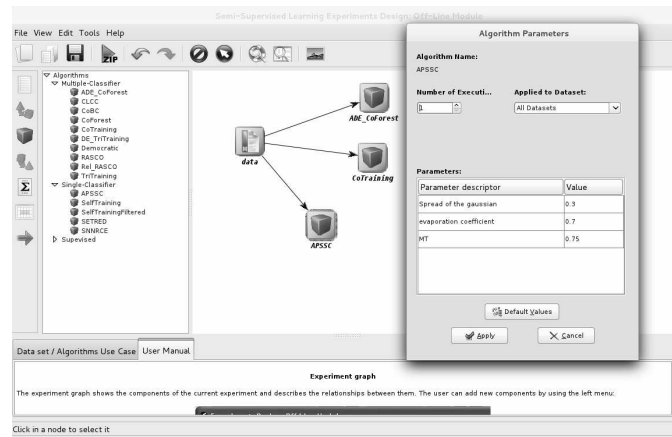 Semi-Supervised Learning Experiments Design: Off-Line Module
File View Edit Tools Help
ZIP
Algorithms
Multiple-Classifier
ADE_CoForest
CLCC
CoBC
CoForest
CoTraining
DE_TriTraining
Democratic
RASCO
Rel_RASCO
TriTraining
Single-Classifier
APSSC
SelfTraining
SelfTrainingFiltered
SETRED
SNNRCE
Supevised
data
ADE_CoForest
CoTraining
APSSC
Algorithm Parameters
Algorithm Name:
APSSC
Number of Executi... Applied to Dataset:
1 All Datasets
Parameters:
Parameter descriptor Value
Spread of the gaussian 0.3
evaporation coefficient 0.7
MT 0.75
Default Values
Apply Cancel
Data set / Algorithms Use Case User Manual
Experiment graph
The experiment graph shows the components of the current experiment and describes the relationships between them. The user can add new components by using the left menu:
Click in a node to select it